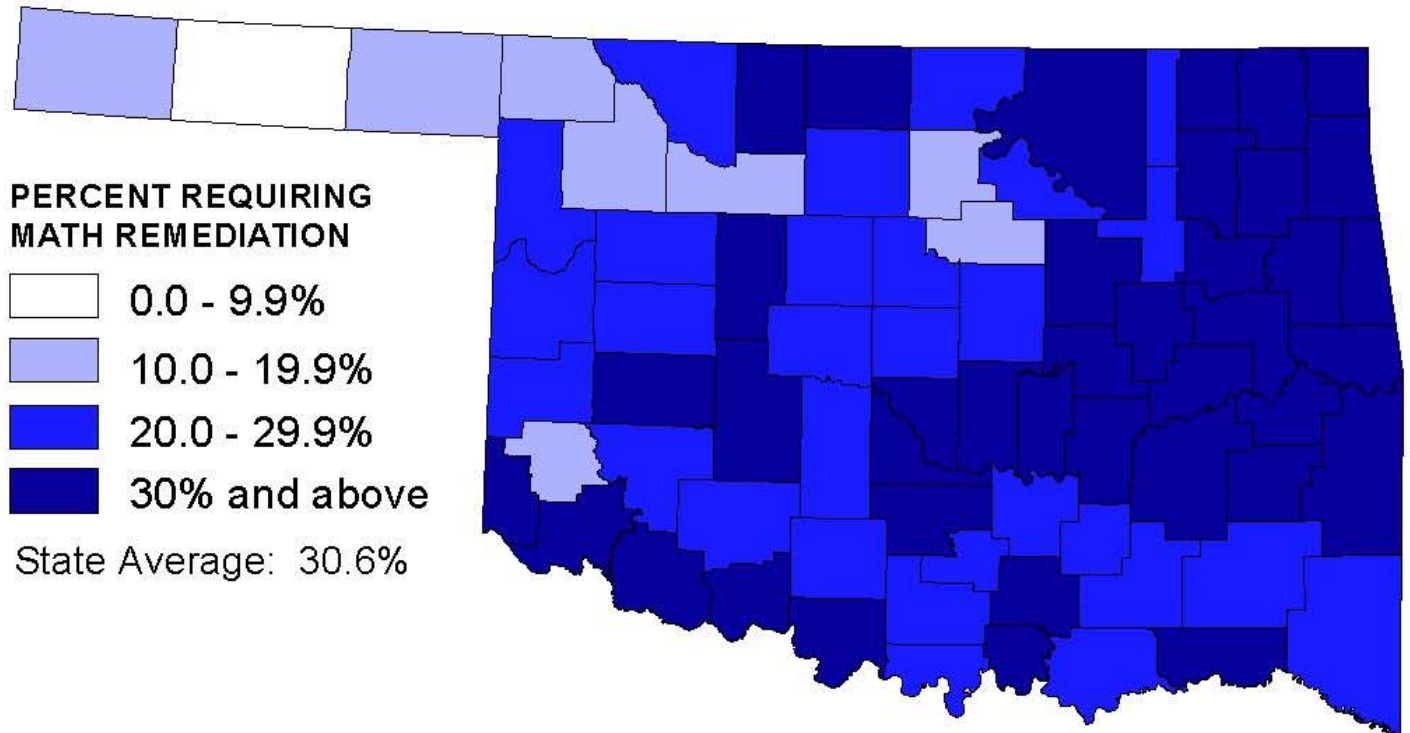 PERCENT REQUIRING
MATH REMEDIATION
0.0 - 9.9%
10.0 - 19.9%
20.0 - 29.9%
30% and above
State Average: 30.6%